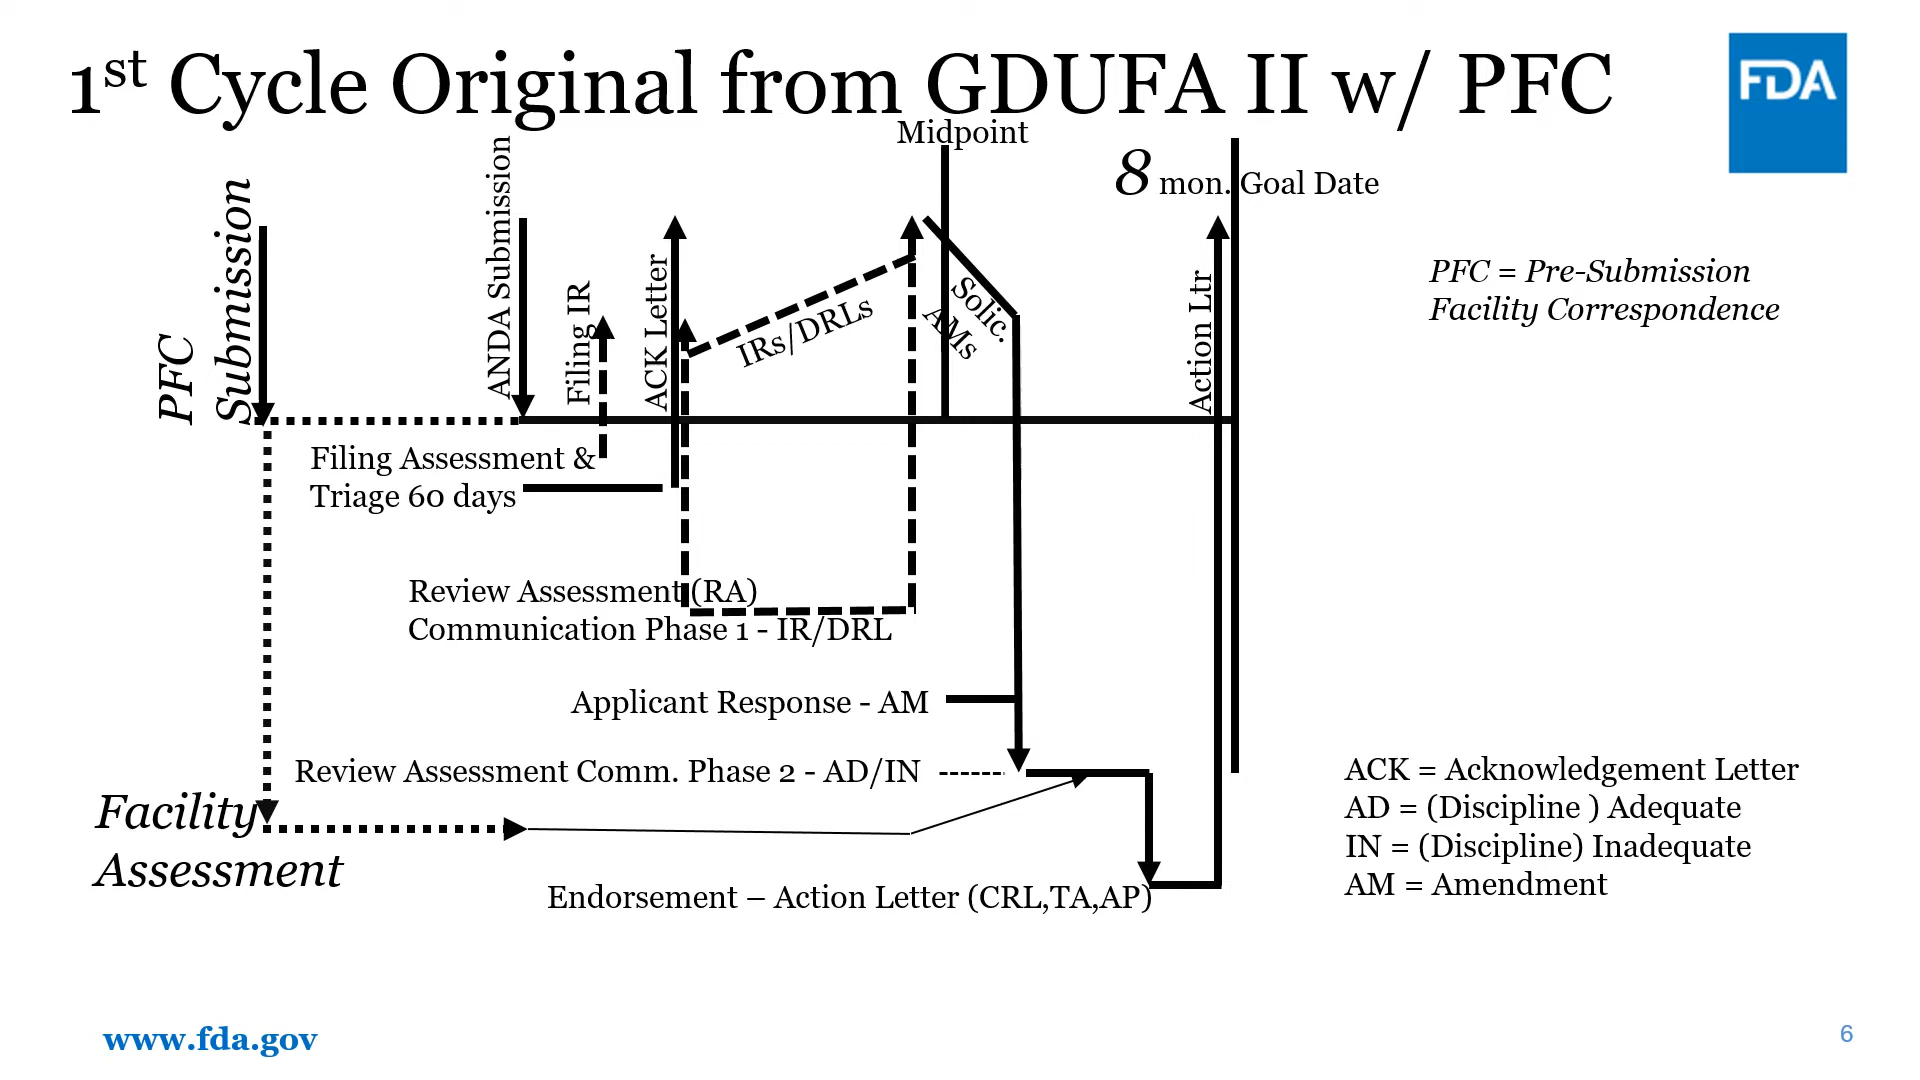 1st Cycle Original from GDUFA II w/ PFC
FDA
Midpoint
8 mon. Goal Date
PFC
Submission
ANDA Submission
Filing IR
ACK Letter
IRs/DRLs
Solic.
AMs
Action Ltr
PFC = Pre-Submission
Facility Correspondence
Filing Assessment &
Triage 60 days
Review Assessment (RA)
Communication Phase 1 - IR/DRL
Applicant Response - AM
Review Assessment Comm. Phase 2 - AD/IN
Facility
Assessment
Endorsement – Action Letter (CRL,TA,AP)
ACK = Acknowledgement Letter
AD = (Discipline ) Adequate
IN = (Discipline) Inadequate
AM = Amendment
www.fda.gov
6